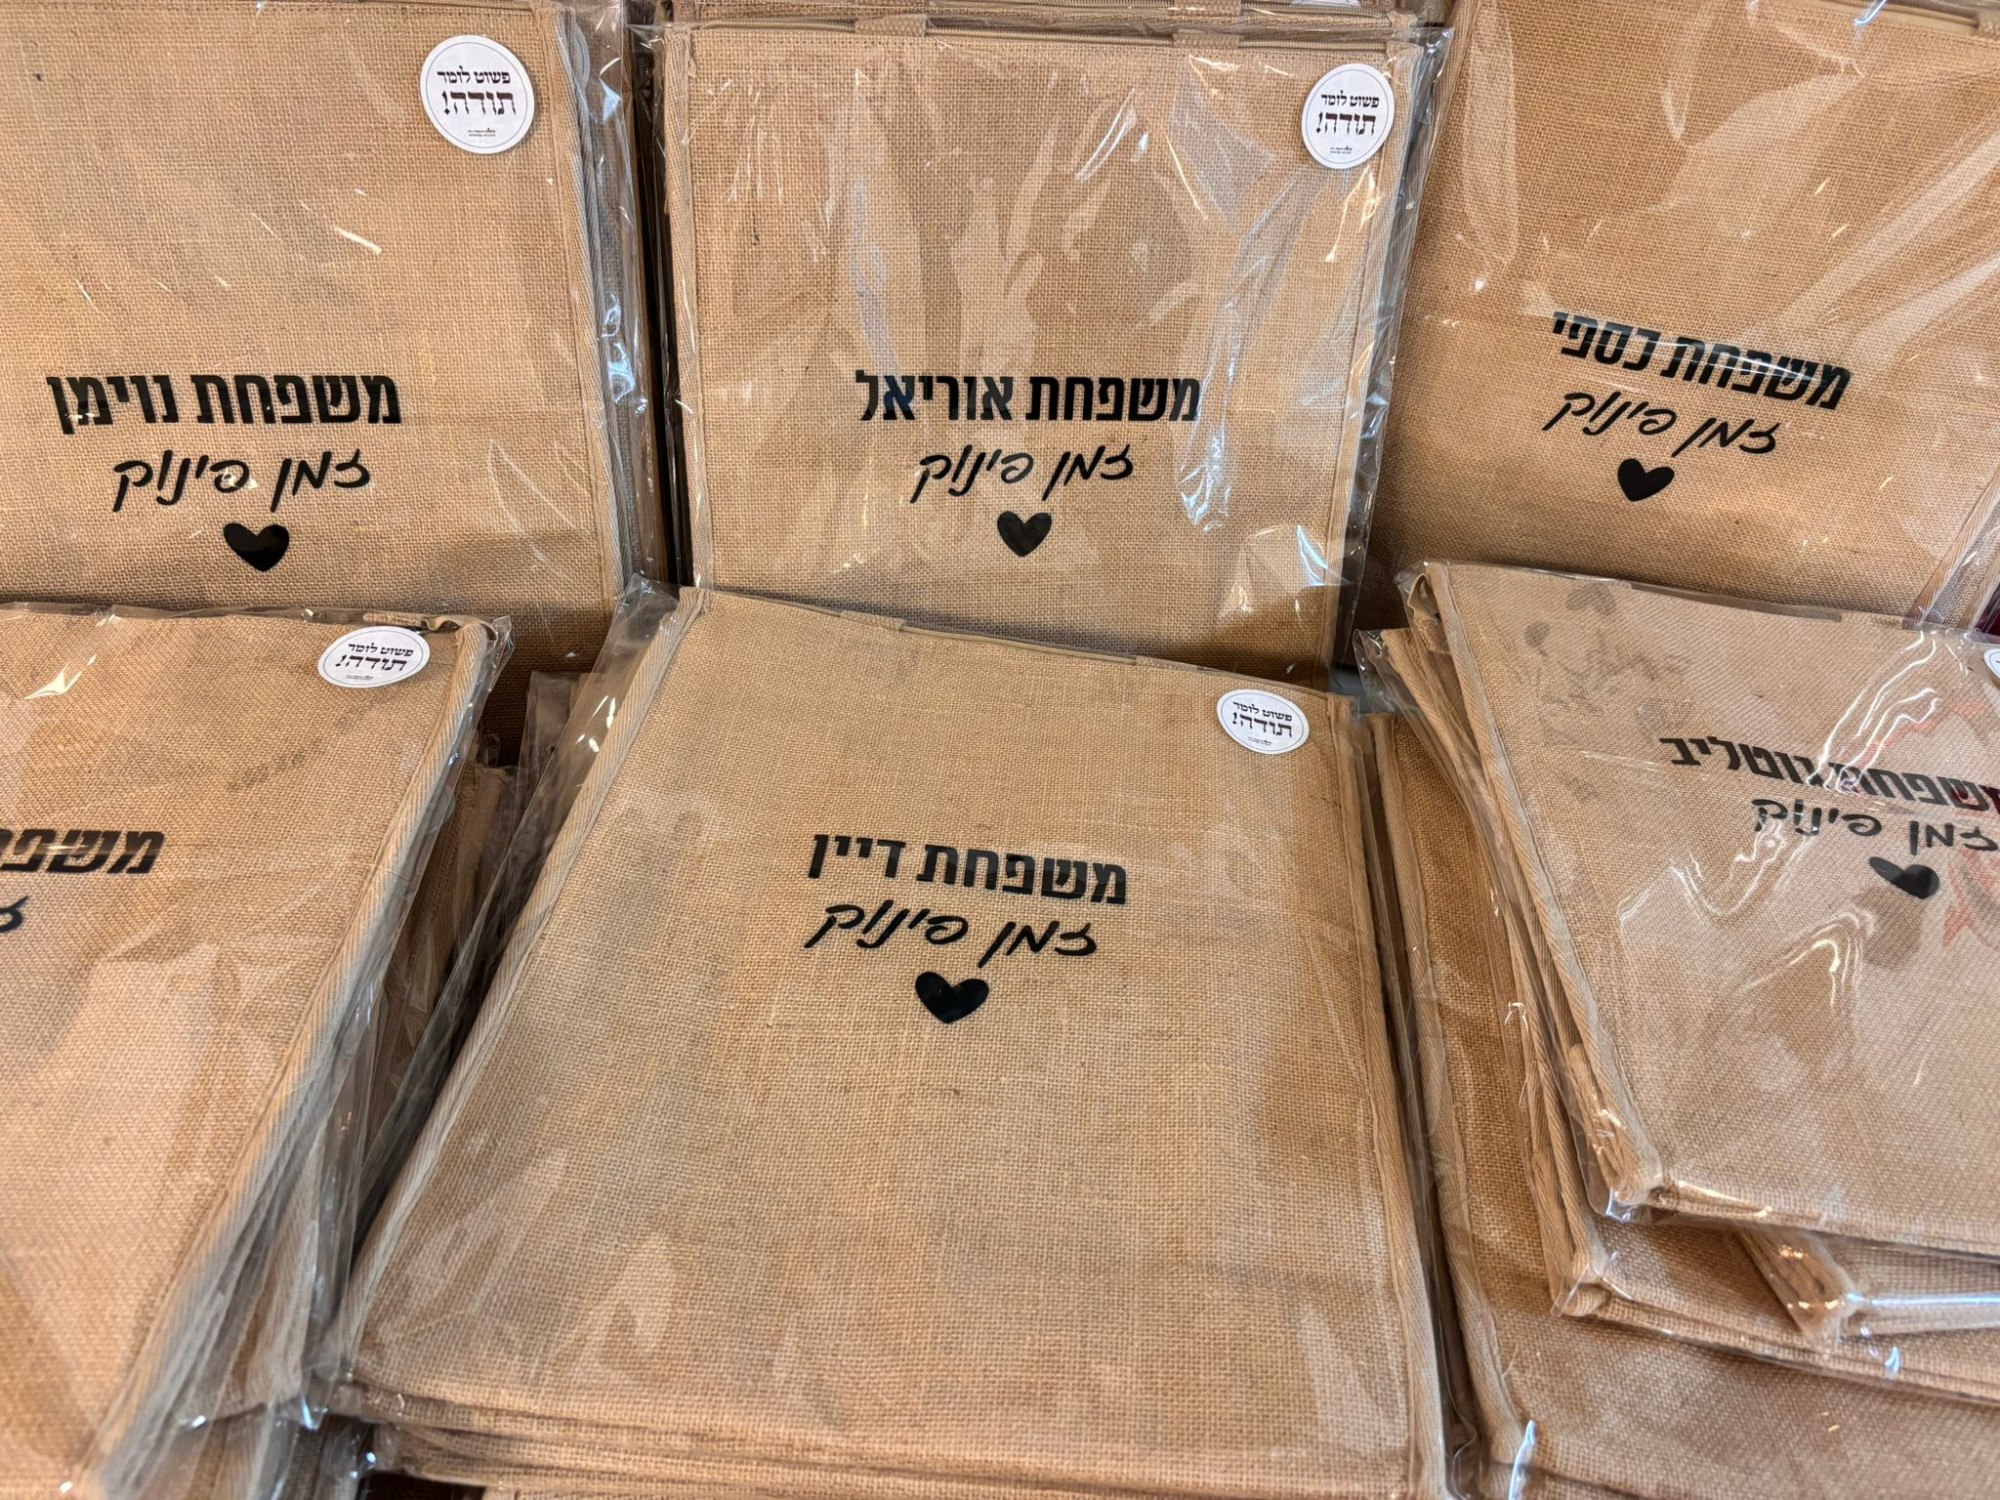 פשוט לומר
תודה!
משפחת נוימן
זמן פינוק
פשוט לומר
תודה!
משפחת אוריאל
זמן פינוק
משפחת כספי
זמן פינוק
פשוט לומר
תודה!
פשוט לומר
תודה!
משפחת דיין
זמן פינוק
משפחת גוטליב
זמן פינוק